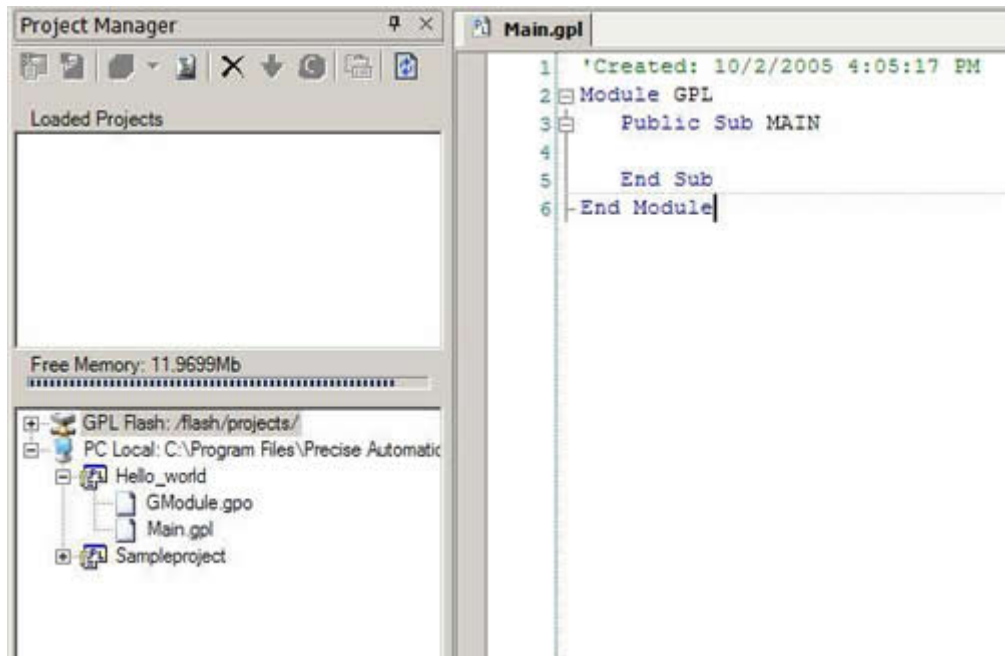 Project Manager
Loaded Projects
Free Memory: 11.9699Mb
GPL Flash: /flash/projects/
PC Local: C:\Program Files\Precise Automatic
Hello_world
GModule.gpo
Main.gpl
Sampleproject
Main.gpl
1 'Created: 10/2/2005 4:05:17 PM
2 Module GPL
3 Public Sub MAIN
4
5 End Sub
6 End Module